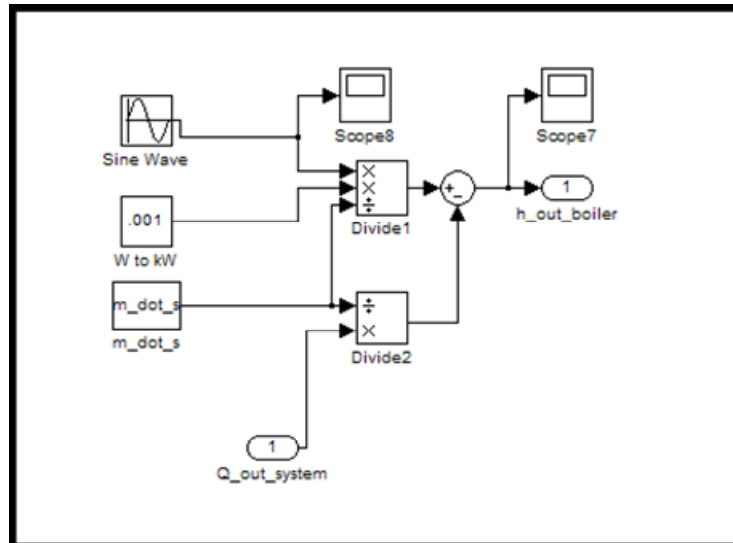 Scope8
Scope7
Sine Wave
.001
W to kW
Divide1
1
h_out_boiler
m_dot_s
m_dot_s
Divide2
1
Q_out_system